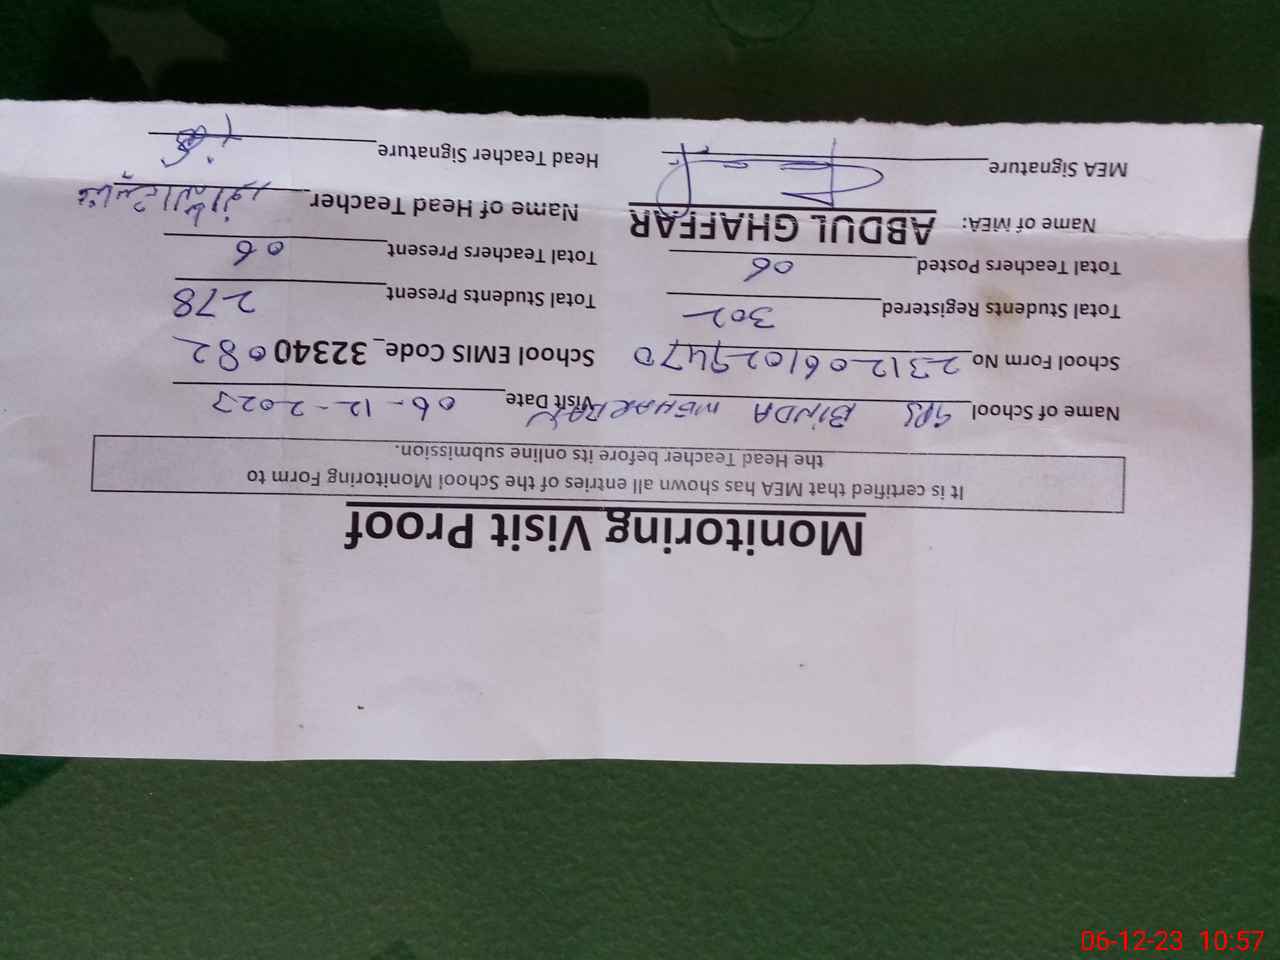 Monitoring Visit Proof
It is certified that MEA has shown all entries of the School Monitoring Form to
the Head Teacher before its online submission.
Name of School GPS BINDA MEHARBAN Visit Date 06-12-2023
School Form No 2312061029470 School EMIS Code_ 32340082
Total Students Registered 302 Total Students Present 278
Total Teachers Posted 06 Total Teachers Present 06
Name of MEA: ABDUL GHAFFAR Name of Head Teacher
MEA Signature Head Teacher Signature
06-12-23 10:57